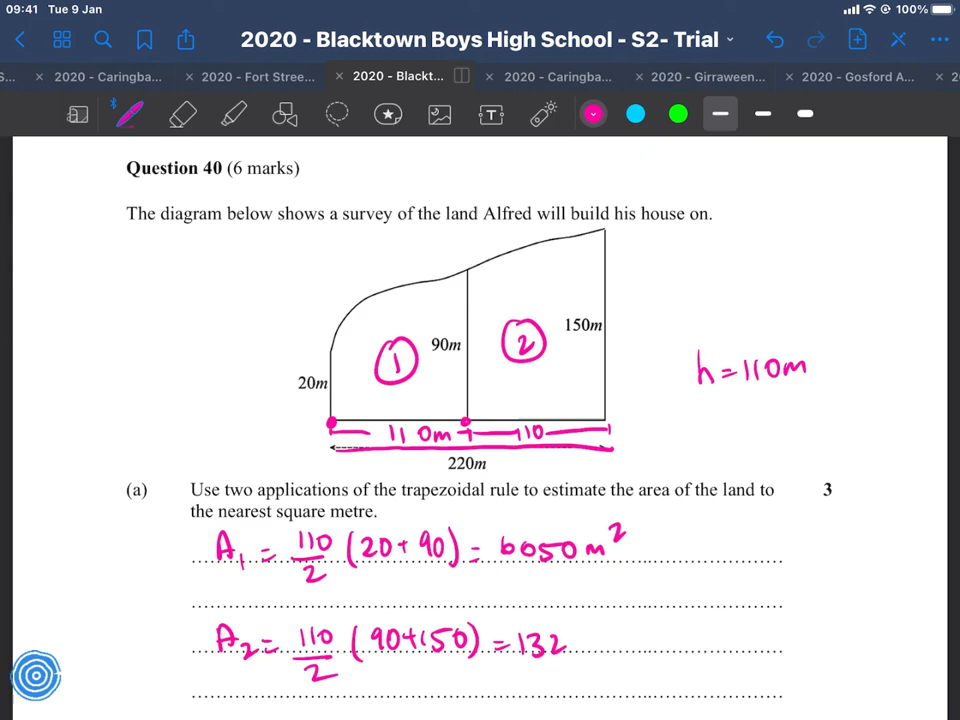 09:41 Tue 9 Jan
100%
2020 - Blacktown Boys High School - S2- Trial
S...
2020 - Caringba...
2020 - Fort Stree...
2020 - Blackt...
2020 - Caringba...
2020 - Girraween...
2020 - Gosford A...
20
T
Question 40 (6 marks)
The diagram below shows a survey of the land Alfred will build his house on.
150m
90m
1
2
h = 110m
20m
110m
110
220m
(a) Use two applications of the trapezoidal rule to estimate the area of the land to 3
the nearest square metre.
A₁ = 110/2 (20+90) = 6050 m²
A₂ = 110/2 (90+150) = 132